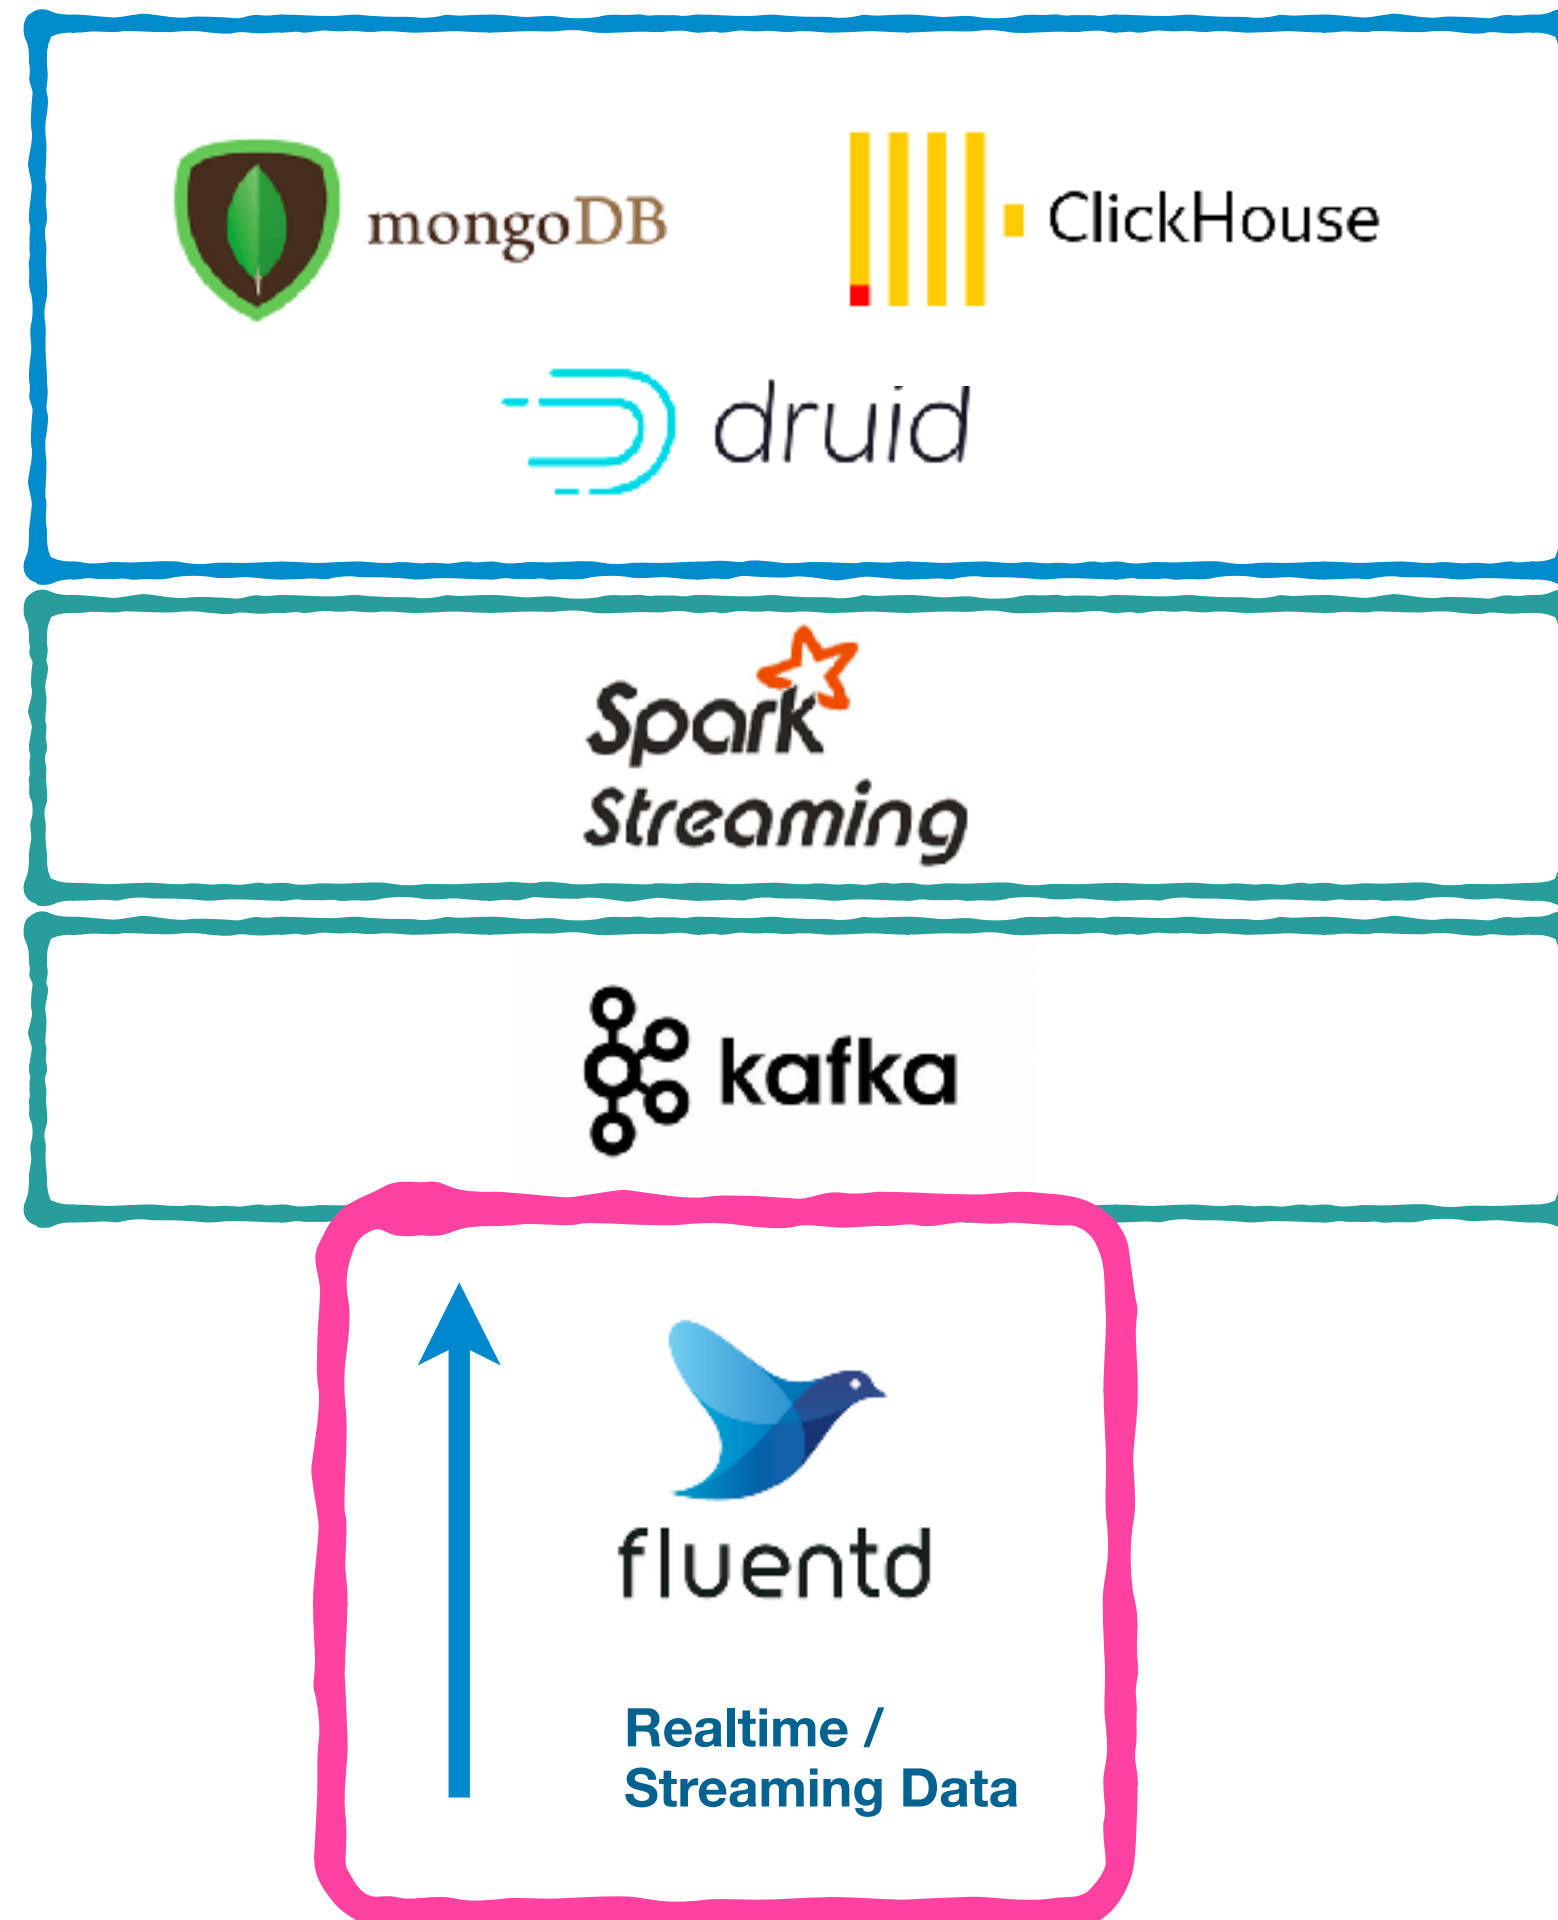 mongoDB
ClickHouse
druid
Spark
Streaming
kafka
fluentd
Realtime /
Streaming Data